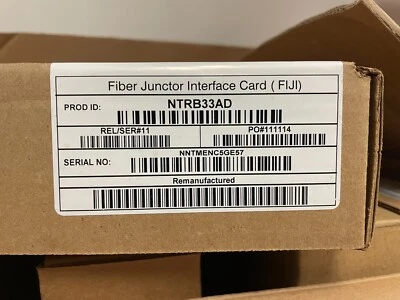 Fiber Junctor Interface Card ( FIJI)
PROD ID: NTRB33AD
REL/SER#11 PO#111114
NNTMENC5GE57
SERIAL NO:
Remanufactured